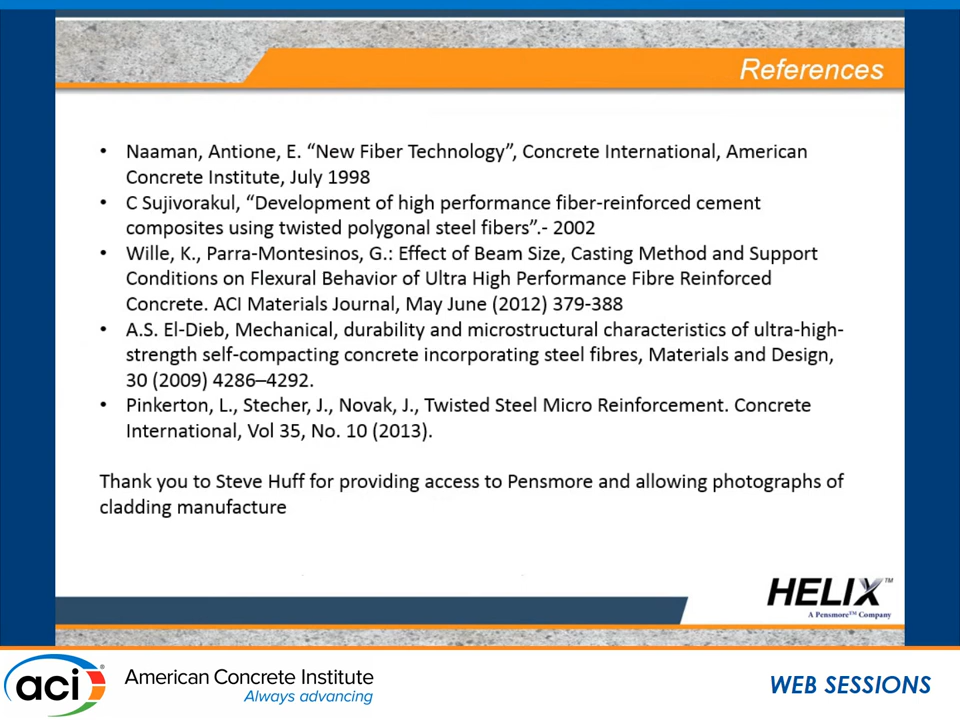 References
• Naaman, Antione, E. “New Fiber Technology”, Concrete International, American
Concrete Institute, July 1998
• C Sujivorakul, “Development of high performance fiber-reinforced cement
composites using twisted polygonal steel fibers”.- 2002
• Wille, K., Parra-Montesinos, G.: Effect of Beam Size, Casting Method and Support
Conditions on Flexural Behavior of Ultra High Performance Fibre Reinforced
Concrete. ACI Materials Journal, May June (2012) 379-388
• A.S. El-Dieb, Mechanical, durability and microstructural characteristics of ultra-high-
strength self-compacting concrete incorporating steel fibres, Materials and Design,
30 (2009) 4286–4292.
• Pinkerton, L., Stecher, J., Novak, J., Twisted Steel Micro Reinforcement. Concrete
International, Vol 35, No. 10 (2013).
Thank you to Steve Huff for providing access to Pensmore and allowing photographs of
cladding manufacture
HELIX™
A Pensmore™ Company
aci®
American Concrete Institute
Always advancing
WEB SESSIONS